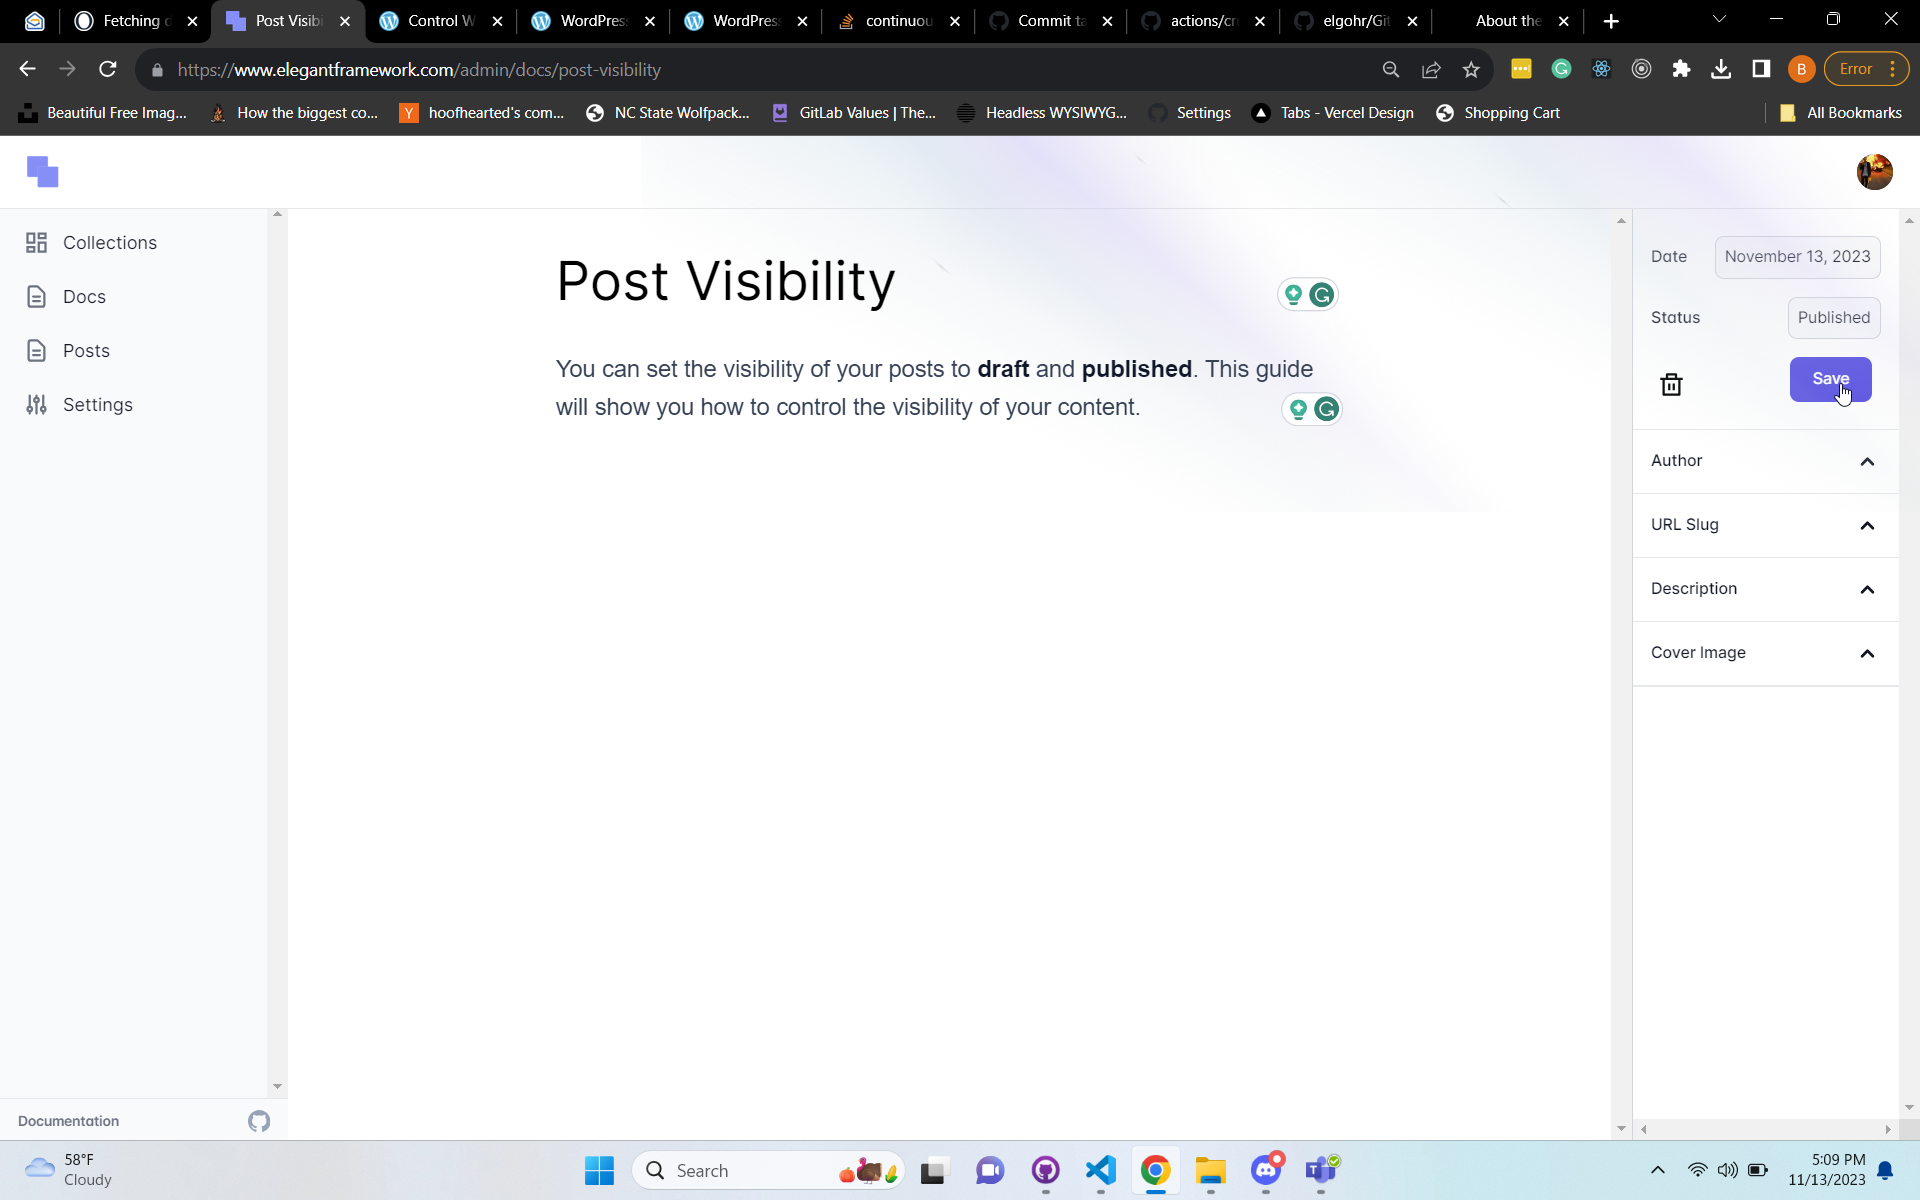 Fetching d
Post Visibi
Control W
WordPress
WordPress
continuou
Commit ta
actions/cr
elgohr/Git
About the
https://www.elegantframework.com/admin/docs/post-visibility
B
Error
Beautiful Free Imag...
How the biggest co...
Y
hoofhearted's com...
NC State Wolfpack...
GitLab Values | The...
Headless WYSIWYG...
Settings
Tabs - Vercel Design
Shopping Cart
All Bookmarks
Collections
Docs
Posts
Settings
Documentation
Post Visibility
You can set the visibility of your posts to draft and published. This guide
will show you how to control the visibility of your content.
Date
November 13, 2023
Status
Published
Save
Author
URL Slug
Description
Cover Image
58°F
Cloudy
Search
5:09 PM
11/13/2023